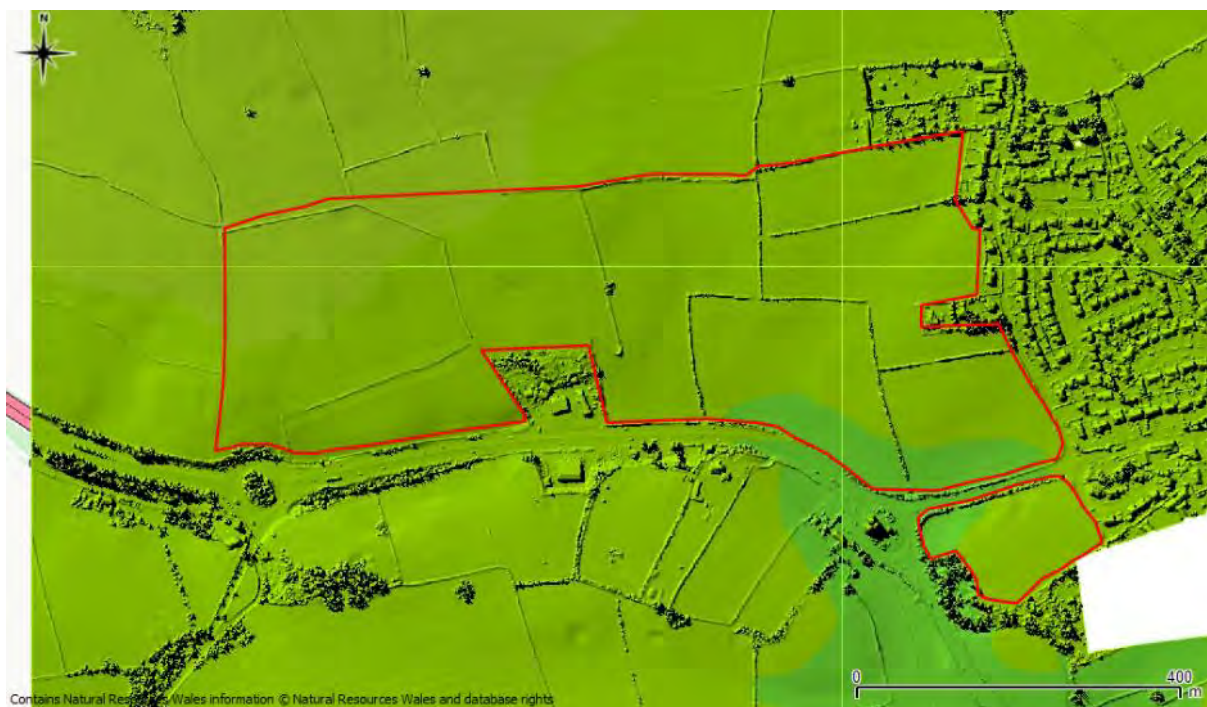 N
0 400
m
Contains Natural Resources Wales information © Natural Resources Wales and database rights